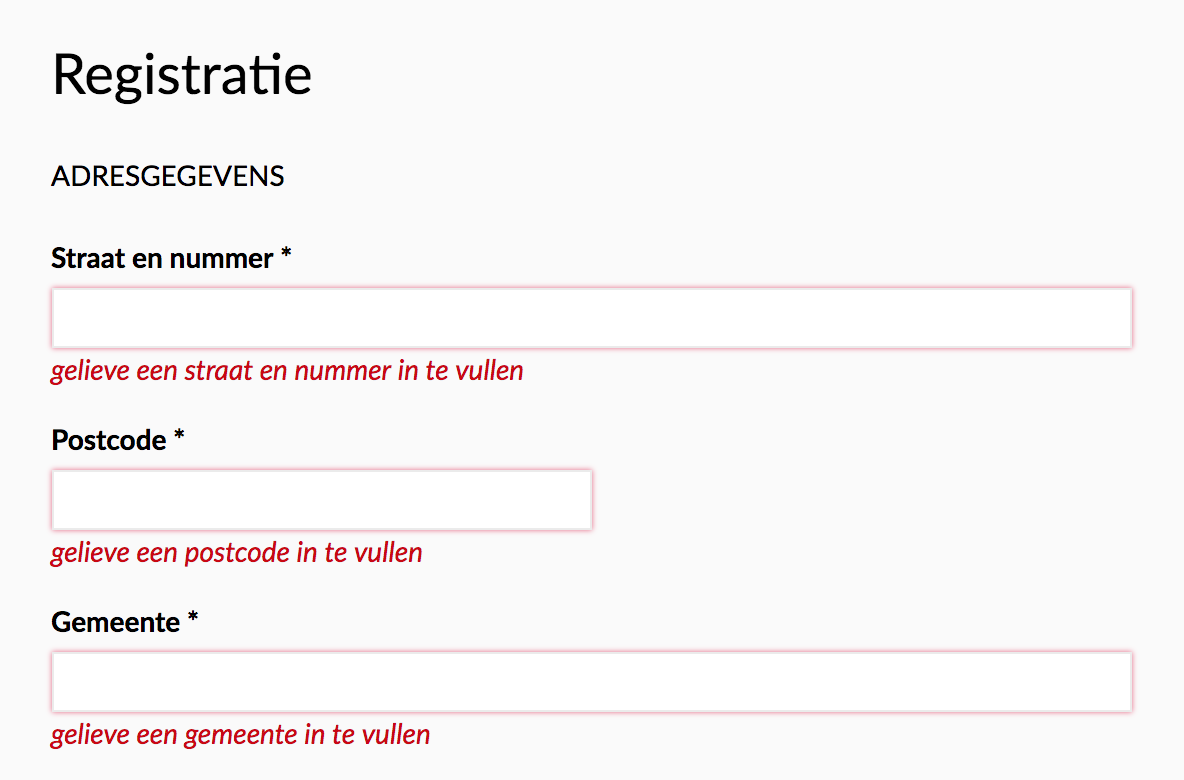 Registratie
ADRESGEGEVENS
Straat en nummer *
gelieve een straat en nummer in te vullen
Postcode *
gelieve een postcode in te vullen
Gemeente *
gelieve een gemeente in te vullen